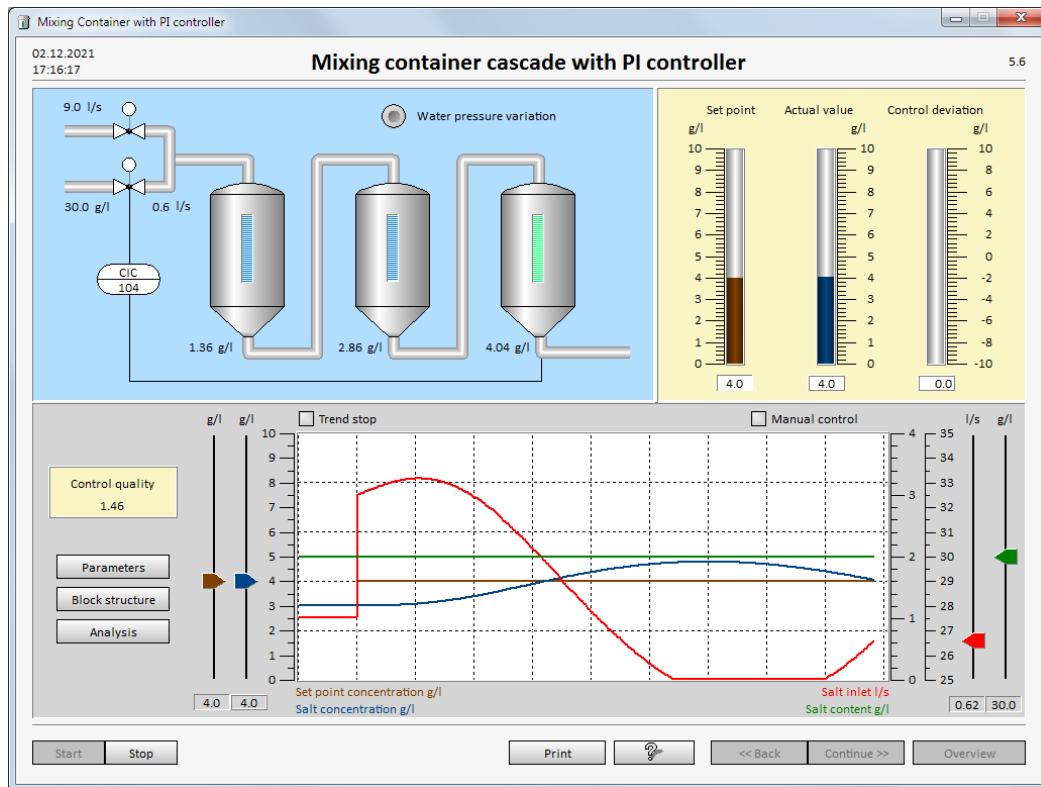 Mixing Container with PI controller
02.12.2021
17:16:17
Mixing container cascade with PI controller
5.6
9.0 l/s
Water pressure variation
30.0 g/l
0.6 l/s
CIC
104
1.36 g/l
2.86 g/l
4.04 g/l
Set point
Actual value
Control deviation
g/l
g/l
g/l
10
9
8
7
6
5
4
3
2
1
0
10
9
8
7
6
5
4
3
2
1
0
10
8
6
4
2
0
-2
-4
-6
-8
-10
4.0
4.0
0.0
g/l
g/l
Trend stop
Manual control
l/s
g/l
Control quality
1.46
Parameters
Block structure
Analysis
10
9
8
7
6
5
4
3
2
1
0
4
3
2
1
0
35
34
33
32
31
30
29
28
27
26
25
Set point concentration g/l
Salt concentration g/l
Salt inlet l/s
Salt content g/l
4.0
4.0
0.62
30.0
Start
Stop
Print
?
<< Back
Continue >>
Overview